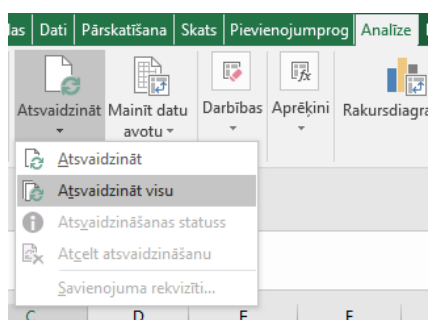 las Dati Pārskatīšana Skats Pievienojumprog Analīze
Atsvaidzināt Mainīt datu avotu Darbības Aprēķini Rakursdiagra
Atsvaidzināt
Atsvaidzināt visu
Atsvaidzināšanas statuss
Atcelt atsvaidzināšanu
Savienojuma rekvizīti...
C D E F